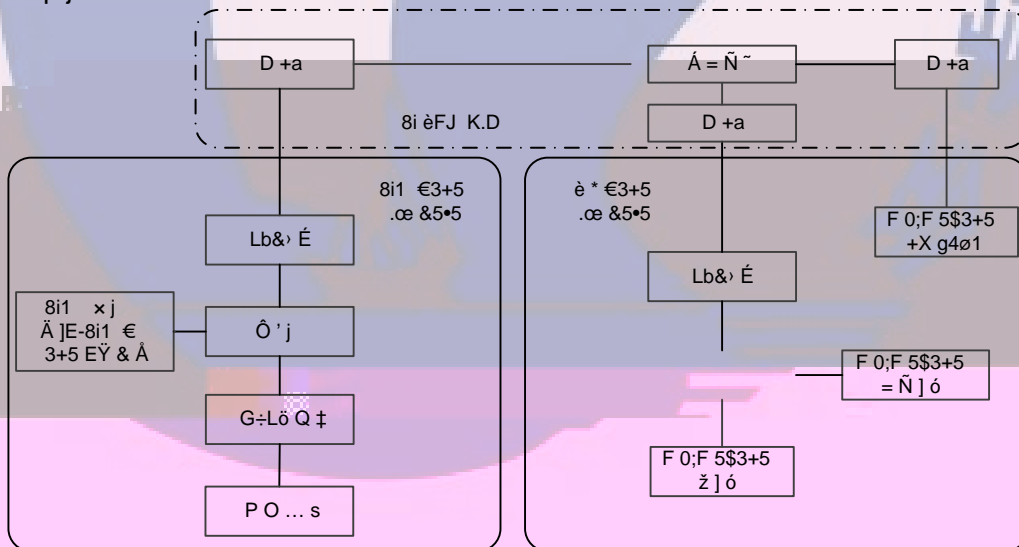 D +a
Á = Ñ ˜
D +a
8i èFJ K.D
D +a
8i1 €3+5
.œ &5•5
è * €3+5
.œ &5•5
F 0;F 5$3+5
+X g4ø1
Lb&› É
Lb&› É
8i1 × j
Ä ]E-8i1 €
3+5 EŸ & Å
Ô ' j
F 0;F 5$3+5
= Ñ ] ó
G÷Lö Q ‡
F 0;F 5$3+5
ž ] ó
P O … s